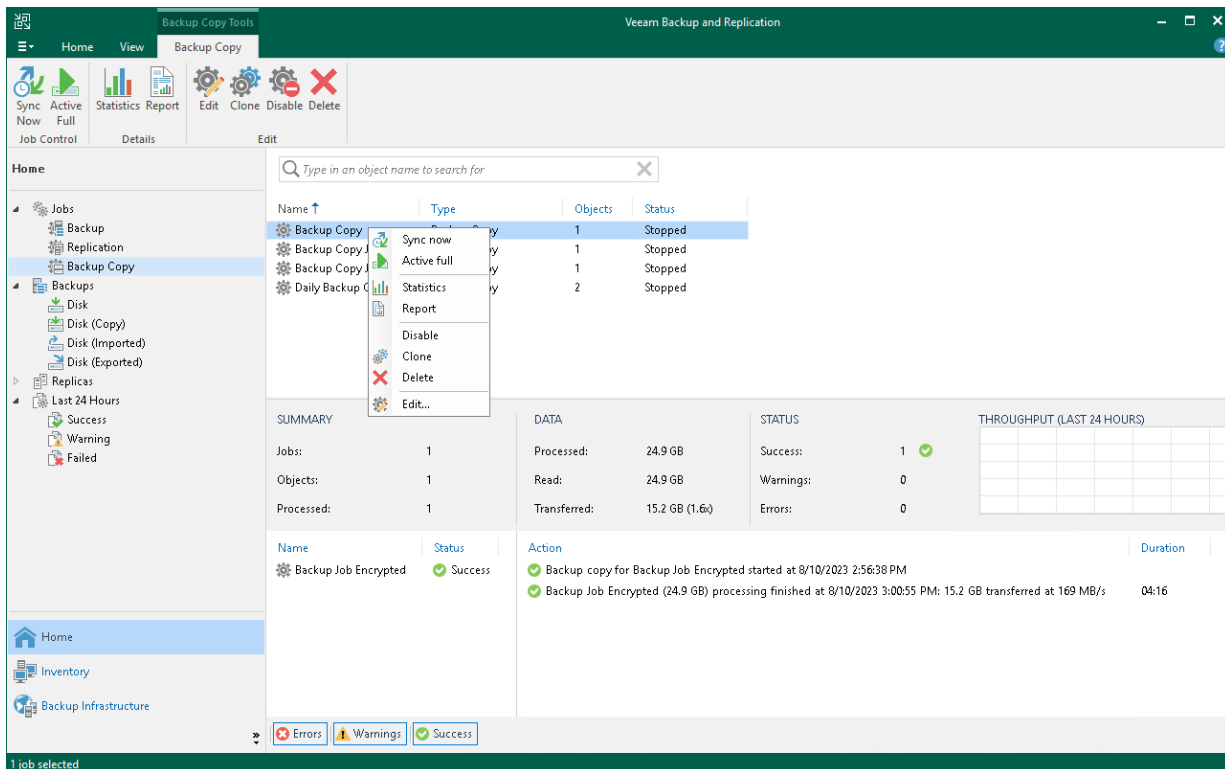 Backup Copy Tools
Veeam Backup and Replication
Home View Backup Copy
Sync Now
Active Full
Statistics
Report
Edit
Clone
Disable
Delete
Job Control
Details
Edit
Home
Jobs
Backup
Replication
Backup Copy
Backups
Disk
Disk (Copy)
Disk (Imported)
Disk (Exported)
Replicas
Last 24 Hours
Success
Warning
Failed
Home
Inventory
Backup Infrastructure
Type in an object name to search for
Name Type Objects Status
Backup Copy 1 Stopped
Backup Copy 1 Stopped
Backup Copy 1 Stopped
Daily Backup 2 Stopped
Sync now
Active full
Statistics
Report
Disable
Clone
Delete
Edit...
SUMMARY
Jobs: 1
Objects: 1
Processed: 1
DATA
Processed: 24.9 GB
Read: 24.9 GB
Transferred: 15.2 GB (1.6x)
STATUS
Success: 1
Warnings: 0
Errors: 0
THROUGHPUT (LAST 24 HOURS)
Name Status
Backup Job Encrypted Success
Action Duration
Backup copy for Backup Job Encrypted started at 8/10/2023 2:56:38 PM
Backup Job Encrypted (24.9 GB) processing finished at 8/10/2023 3:00:55 PM: 15.2 GB transferred at 169 MB/s 04:16
Errors Warnings Success
1 job selected